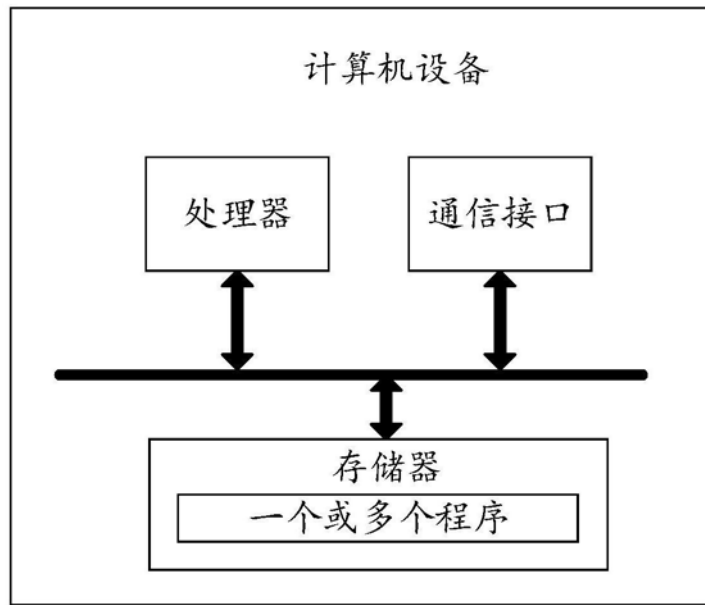 计算机设备
处理器
通信接口
存储器
一个或多个程序